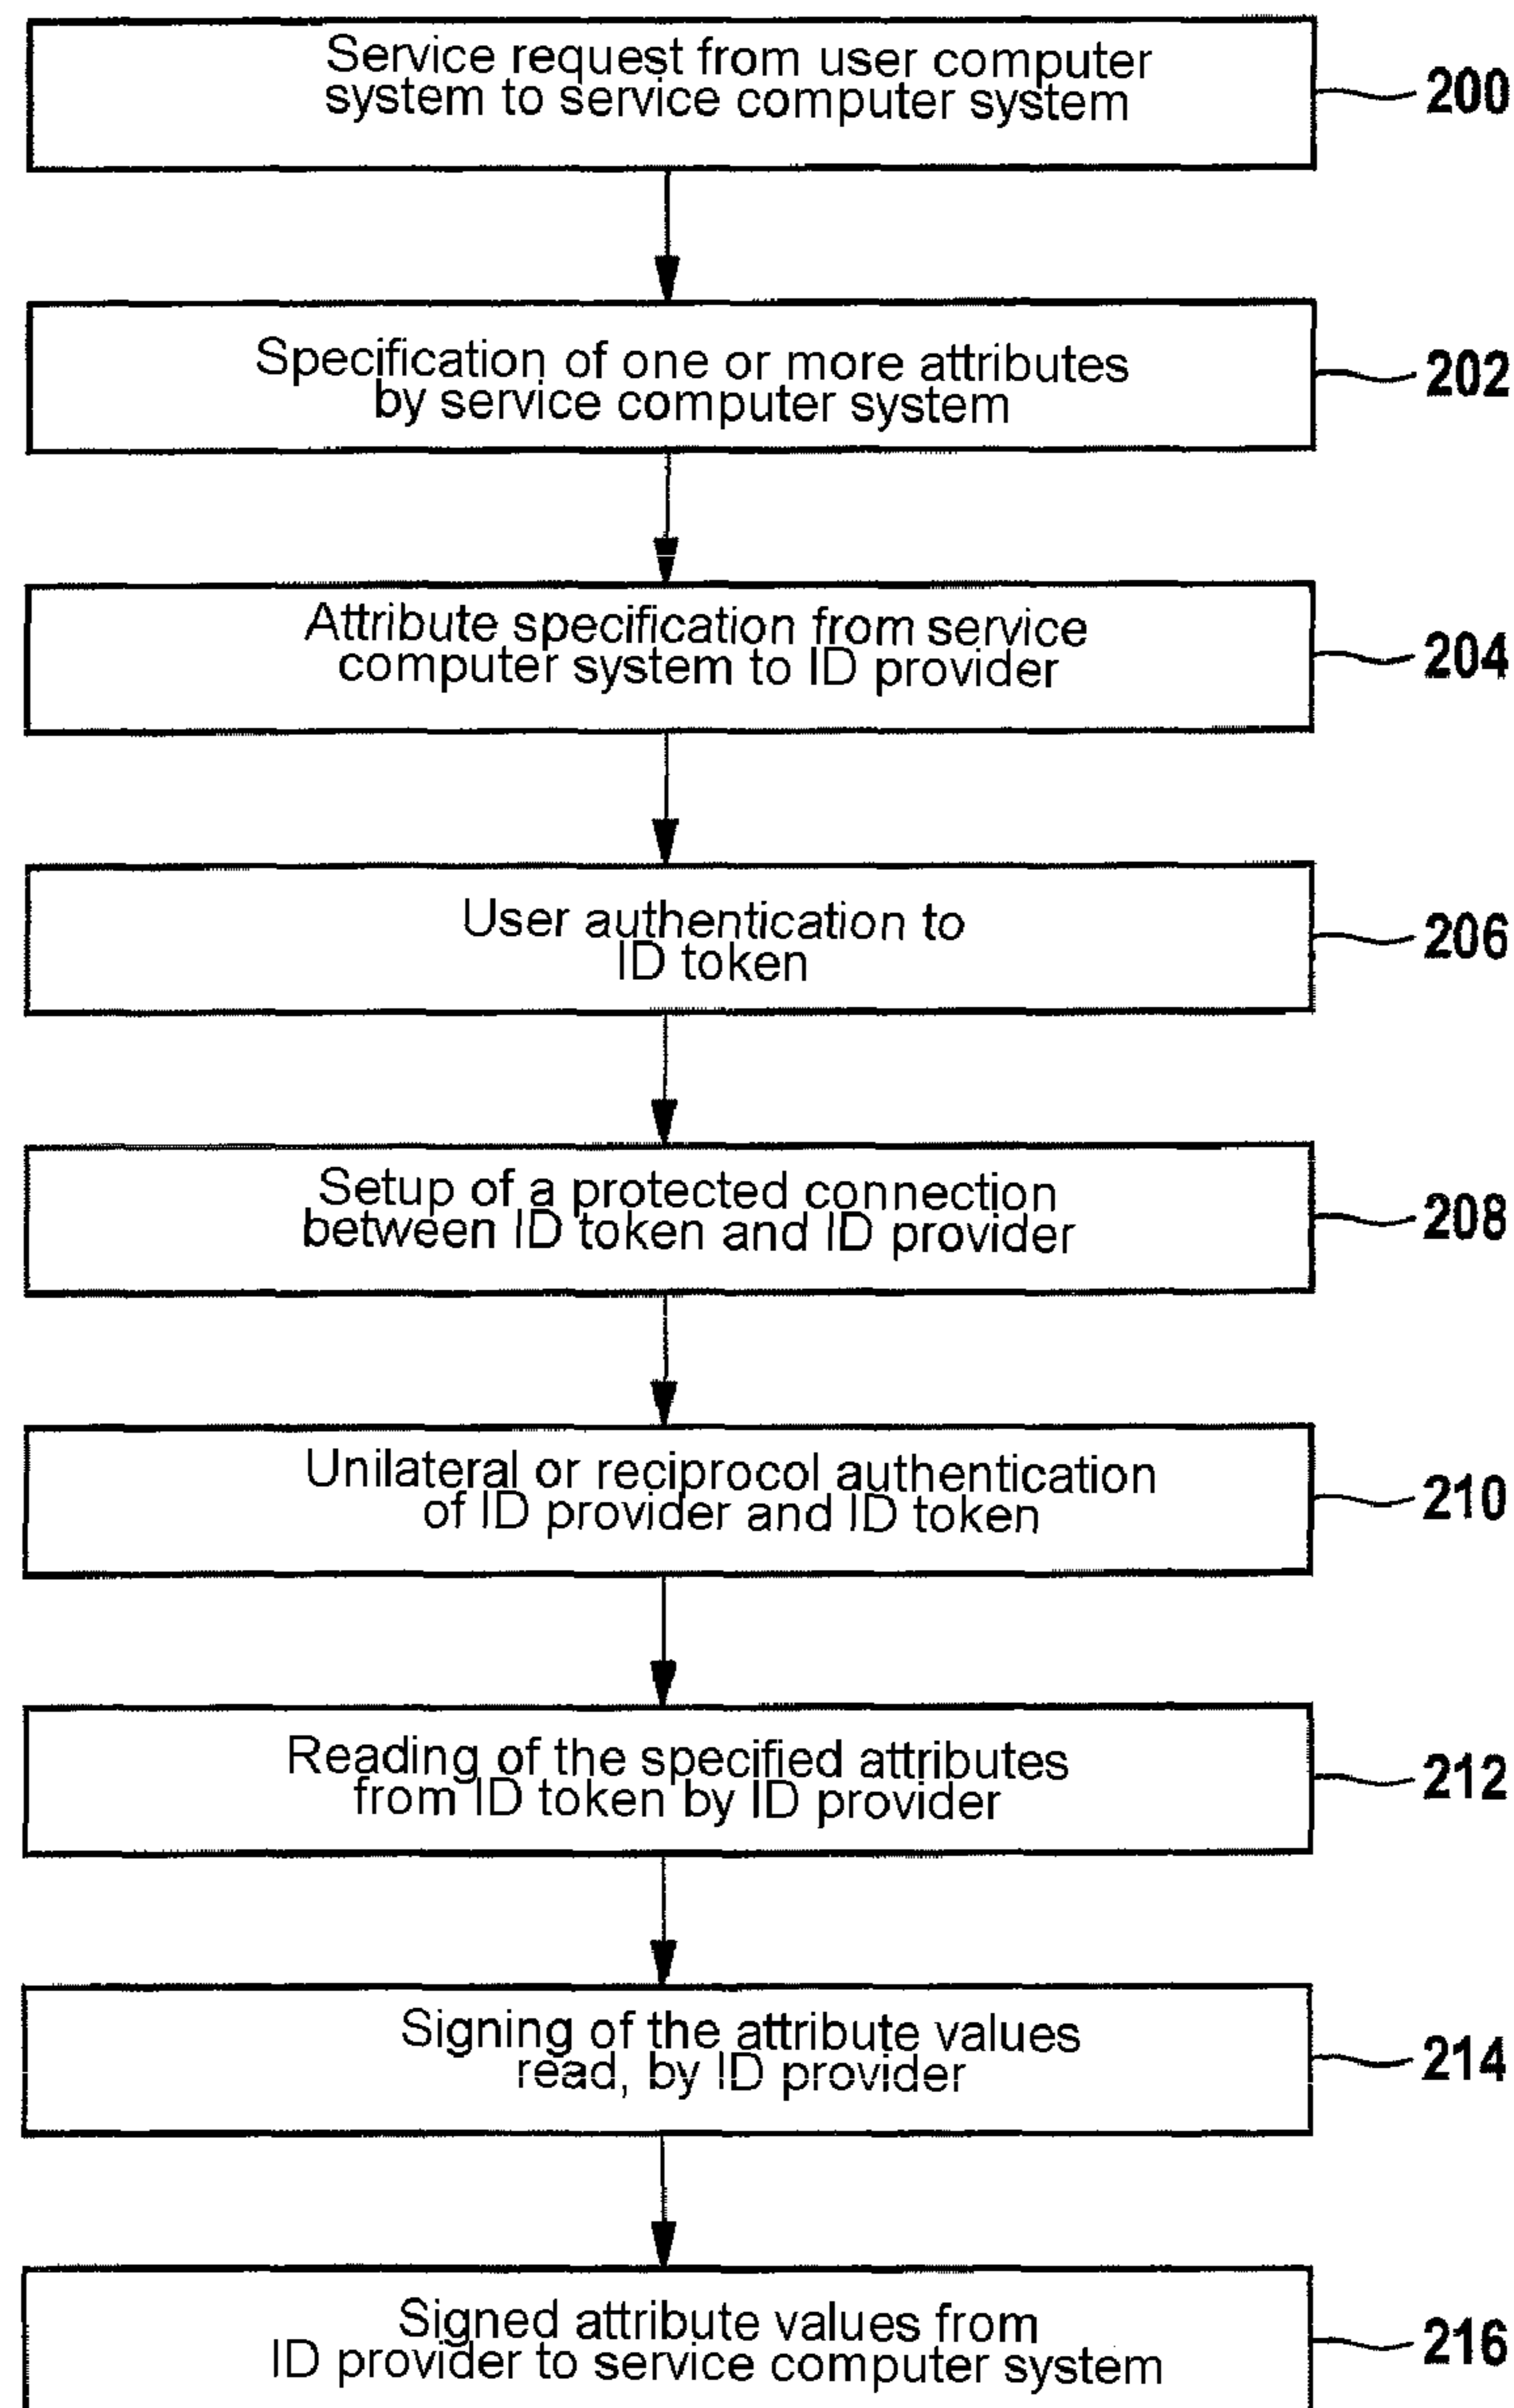 Service request from user computer
system to service computer system
200
Specification of one or more attributes
by service computer system
202
Attribute specification from service
computer system to ID provider
204
User authentication to
ID token
206
Setup of a protected connection
between ID token and ID provider
208
Unilateral or reciprocol authentication
of ID provider and ID token
210
Reading of the specified attributes
from ID token by ID provider
212
Signing of the attribute values
read, by ID provider
214
Signed attribute values from
ID provider to service computer system
216